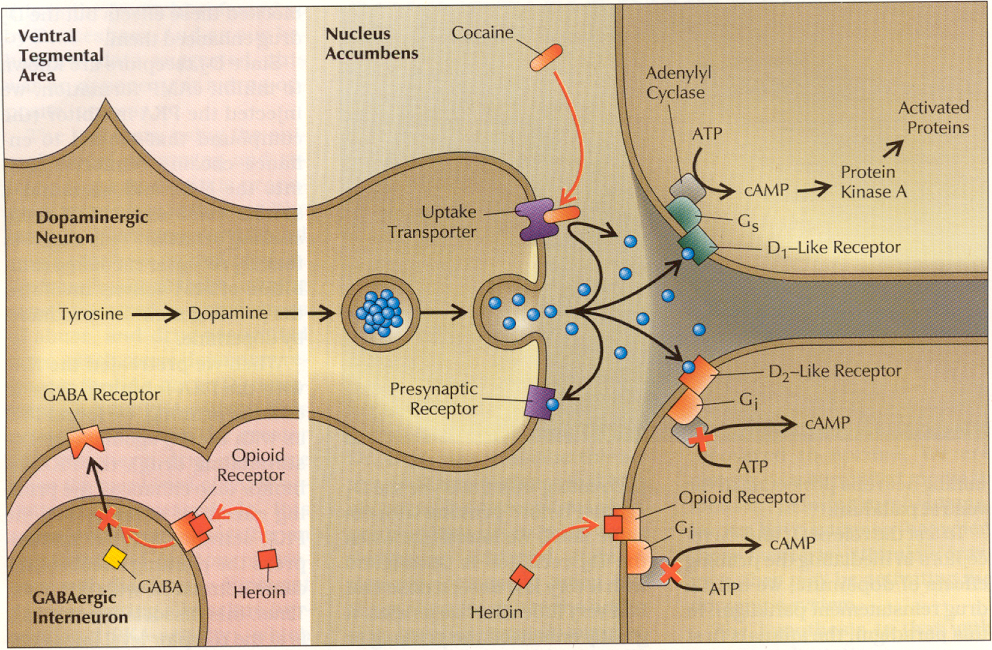 Ventral
Tegmental
Area
Nucleus
Accumbens
Cocaine
Adenylyl
Cyclase
ATP
cAMP
Protein
Kinase A
Activated
Proteins
Uptake
Transporter
Gs
D1–Like Receptor
Dopaminergic
Neuron
Tyrosine
Dopamine
GABA Receptor
Presynaptic
Receptor
D2–Like Receptor
Gi
cAMP
ATP
Opioid
Receptor
Opioid Receptor
Gi
cAMP
ATP
GABA
Heroin
Heroin
GABAergic
Interneuron